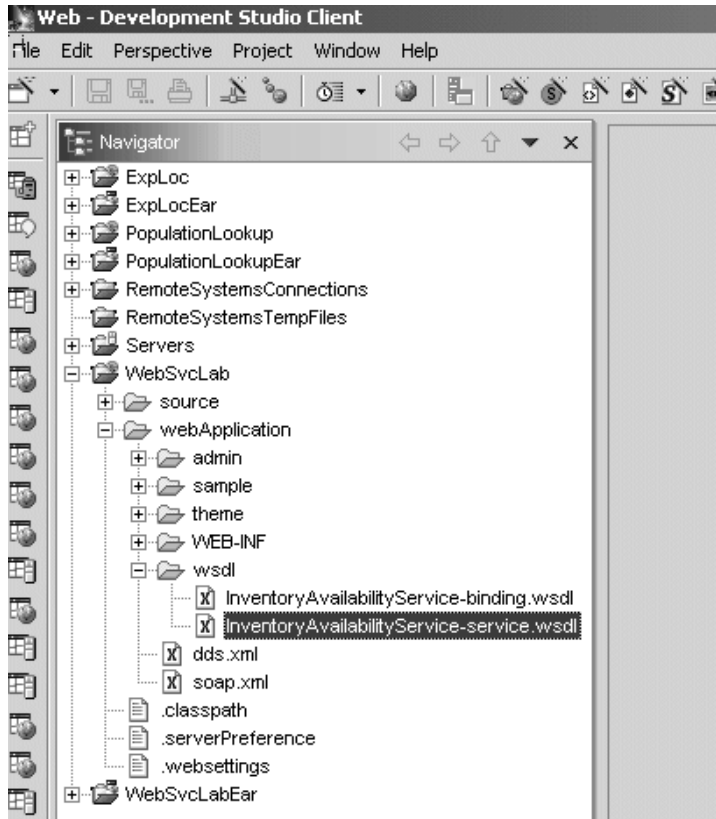 Web - Development Studio Client
File Edit Perspective Project Window Help
Navigator
ExpLoc
ExpLocEar
PopulationLookup
PopulationLookupEar
RemoteSystemsConnections
RemoteSystemsTempFiles
Servers
WebSvcLab
source
webApplication
admin
sample
theme
WEB-INF
wsdl
InventoryAvailabilityService-binding.wsdl
InventoryAvailabilityService-service.wsdl
dds.xml
soap.xml
.classpath
.serverPreference
.websettings
WebSvcLabEar